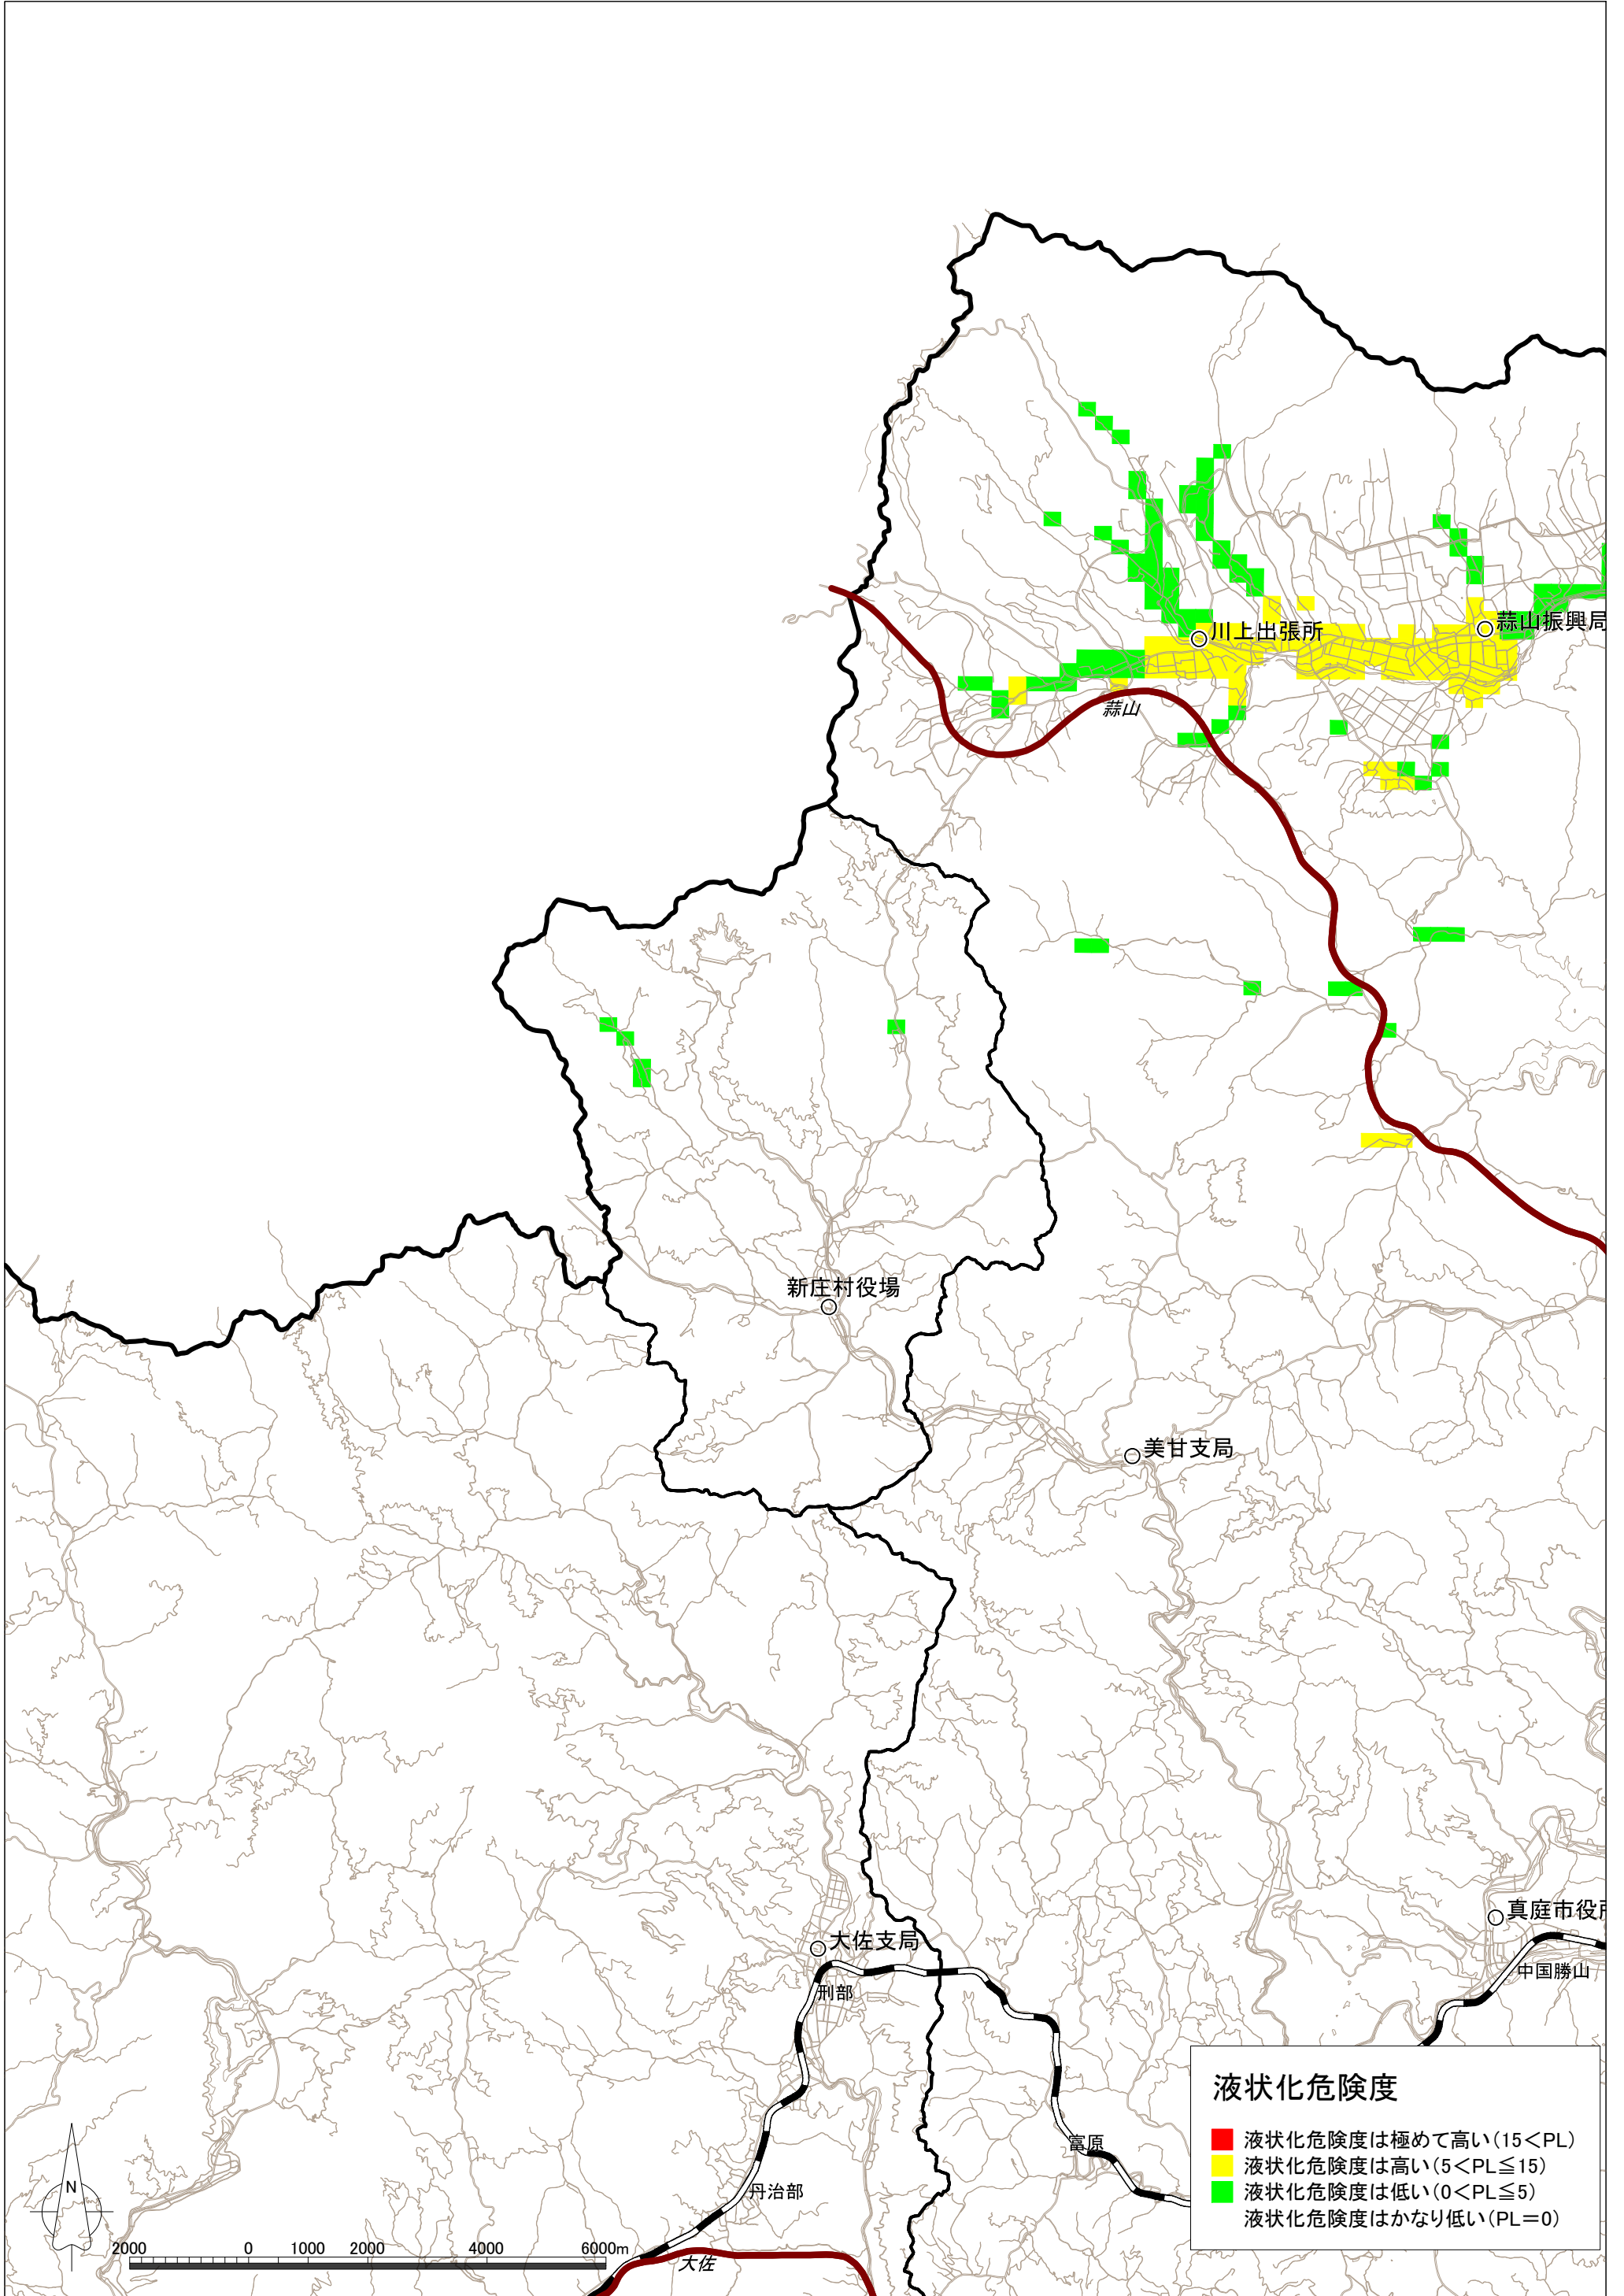 川上出張所
蒜山振興局
蒜山
新庄村役場
美甘支局
真庭市役
大佐支局
中国勝山
刑部
富原
丹治部
大佐
液状化危険度
液状化危険度は極めて高い(15<PL)
液状化危険度は高い(5<PL≦15)
液状化危険度は低い(0<PL≦5)
液状化危険度はかなり低い(PL=0)
N
2000 0 1000 2000 4000 6000m